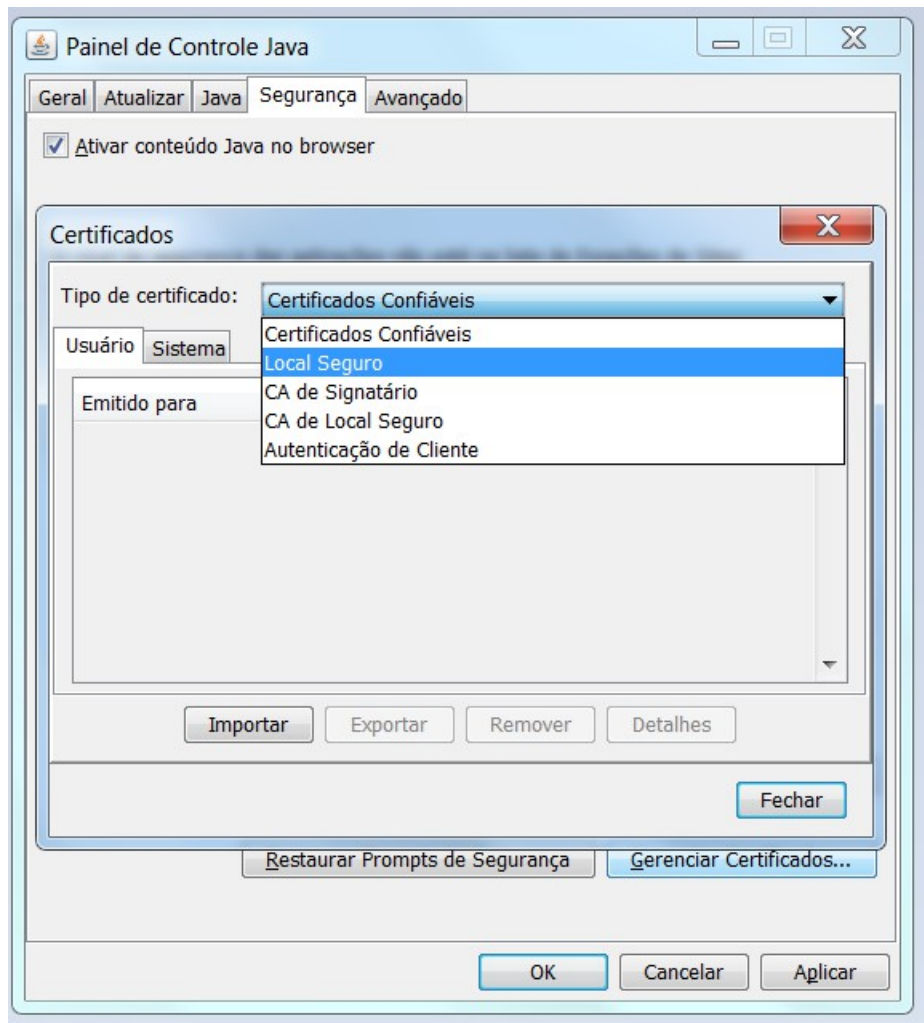 Painel de Controle Java
Geral Atualizar Java Segurança Avançado
Ativar conteúdo Java no browser
Certificados
Tipo de certificado: Certificados Confiáveis
Certificados Confiáveis
Usuário Sistema
Local Seguro
CA de Signatário
Emitido para
CA de Local Seguro
Autenticação de Cliente
Importar Exportar Remover Detalhes
Fechar
Restaurar Prompts de Segurança Gerenciar Certificados...
OK Cancelar Aplicar